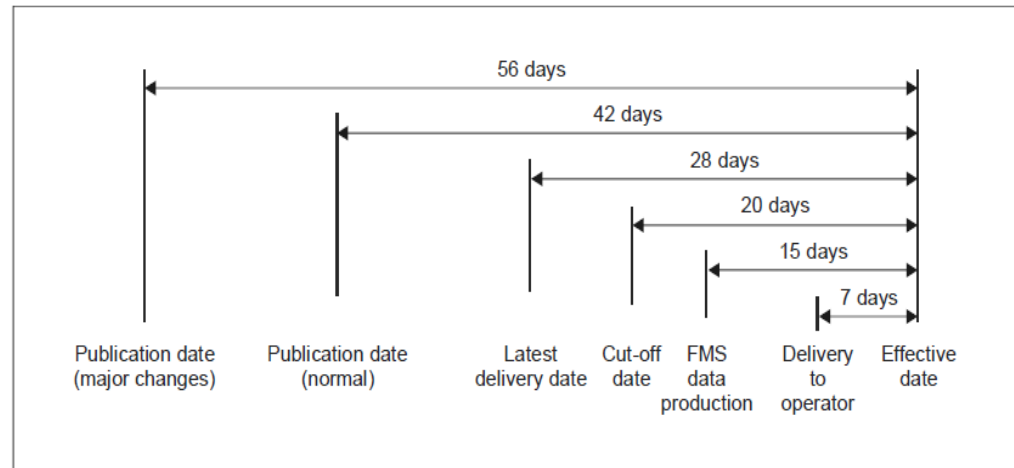 56 days
42 days
28 days
20 days
15 days
7 days
Publication date
(major changes)
Publication date
(normal)
Latest
delivery date
Cut-off
date
FMS
data
production
Delivery
to
operator
Effective
date